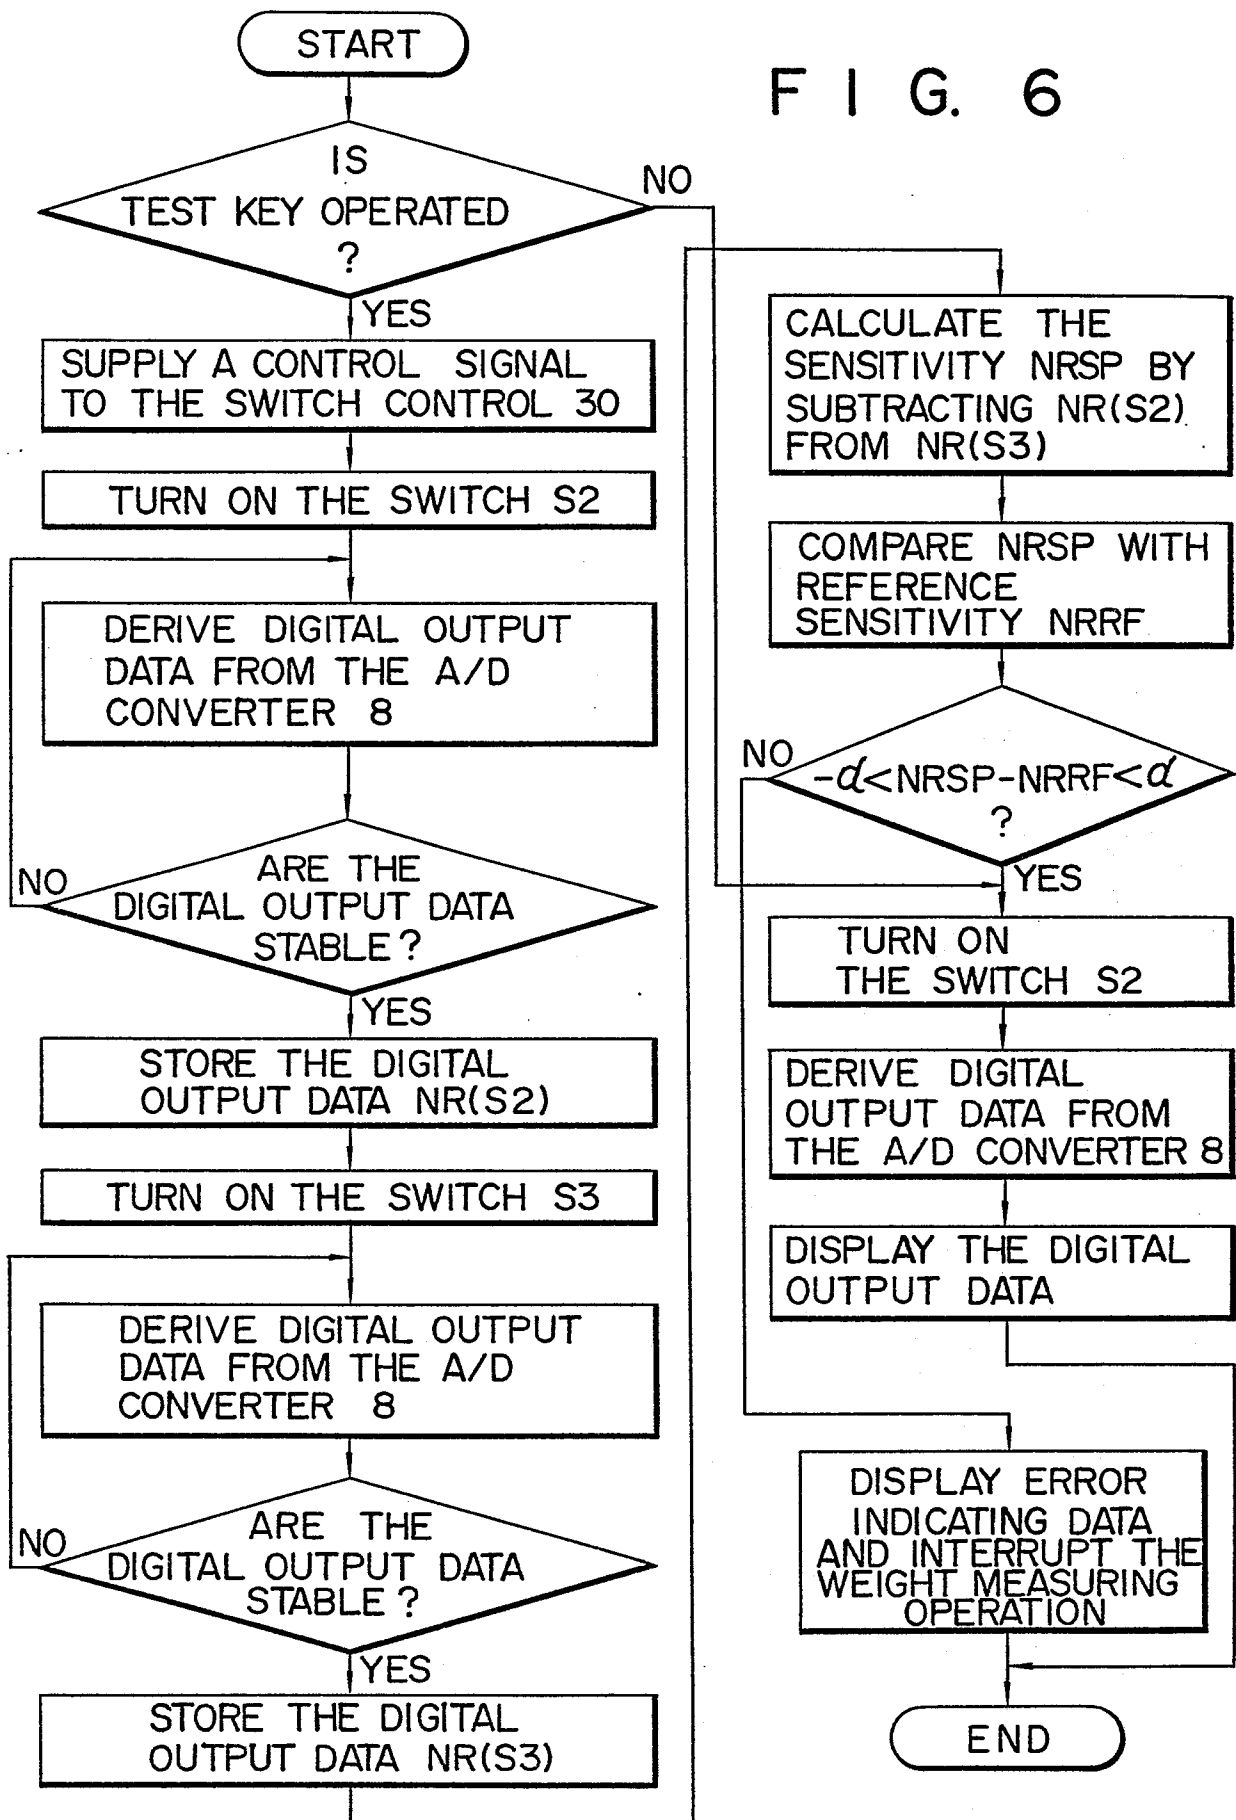 FIG. 6
START
IS
TEST KEY OPERATED
?
NO
YES
SUPPLY A CONTROL SIGNAL
TO THE SWITCH CONTROL 30
TURN ON THE SWITCH S2
DERIVE DIGITAL OUTPUT
DATA FROM THE A/D
CONVERTER 8
ARE THE
DIGITAL OUTPUT DATA
STABLE?
NO
YES
STORE THE DIGITAL
OUTPUT DATA NR(S2)
TURN ON THE SWITCH S3
DERIVE DIGITAL OUTPUT
DATA FROM THE A/D
CONVERTER 8
ARE THE
DIGITAL OUTPUT DATA
STABLE?
NO
YES
STORE THE DIGITAL
OUTPUT DATA NR(S3)
CALCULATE THE
SENSITIVITY NRSP BY
SUBTRACTING NR(S2)
FROM NR(S3)
COMPARE NRSP WITH
REFERENCE
SENSITIVITY NRRF
NO
-d<NRSP-NRRF<d
?
YES
TURN ON
THE SWITCH S2
DERIVE DIGITAL
OUTPUT DATA FROM
THE A/D CONVERTER 8
DISPLAY THE DIGITAL
OUTPUT DATA
DISPLAY ERROR
INDICATING DATA
AND INTERRUPT THE
WEIGHT MEASURING
OPERATION
END